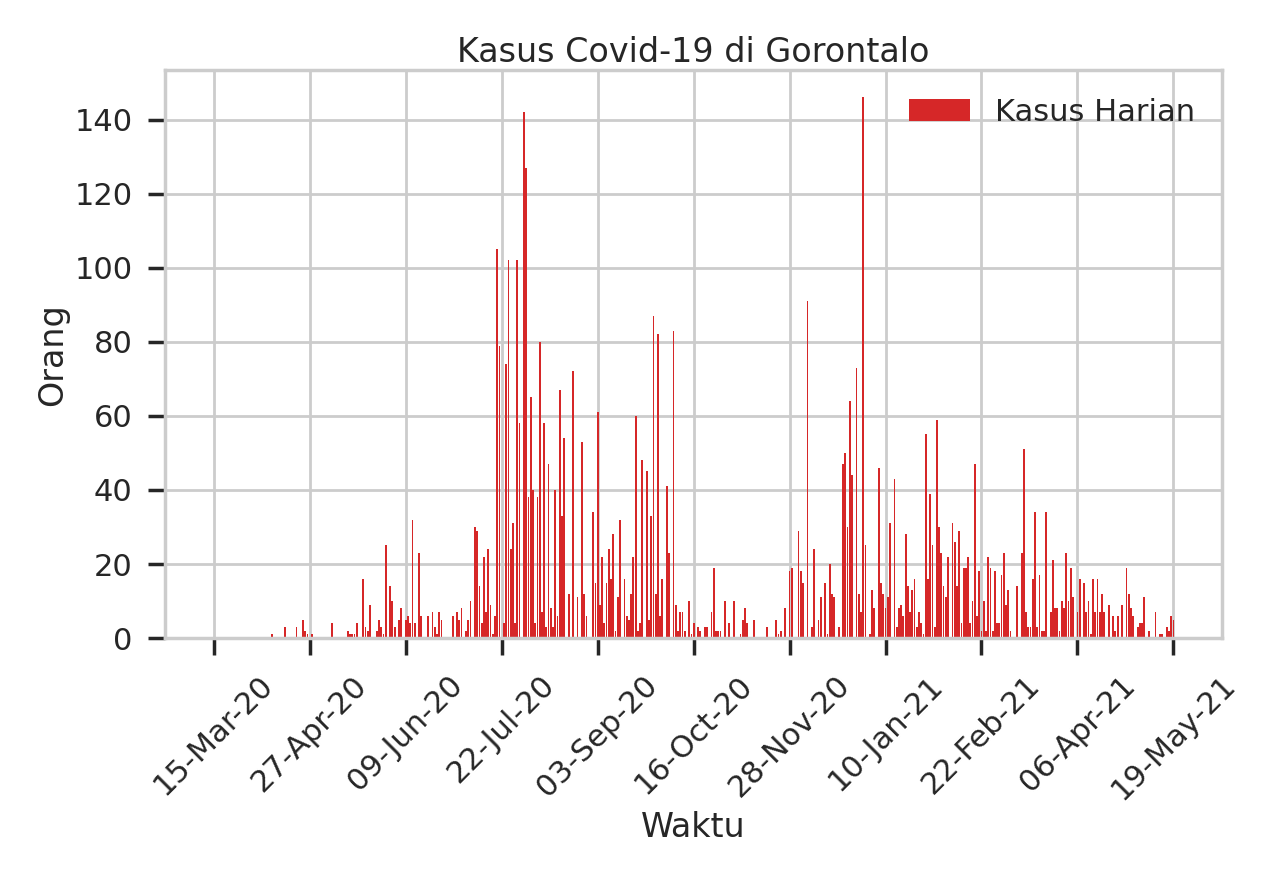 Kasus Covid-19 di Gorontalo
Kasus Harian
140
120
100
80
60
40
20
0
Orang
15-Mar-20
27-Apr-20
09-Jun-20
22-Jul-20
03-Sep-20
16-Oct-20
28-Nov-20
10-Jan-21
22-Feb-21
06-Apr-21
19-May-21
Waktu